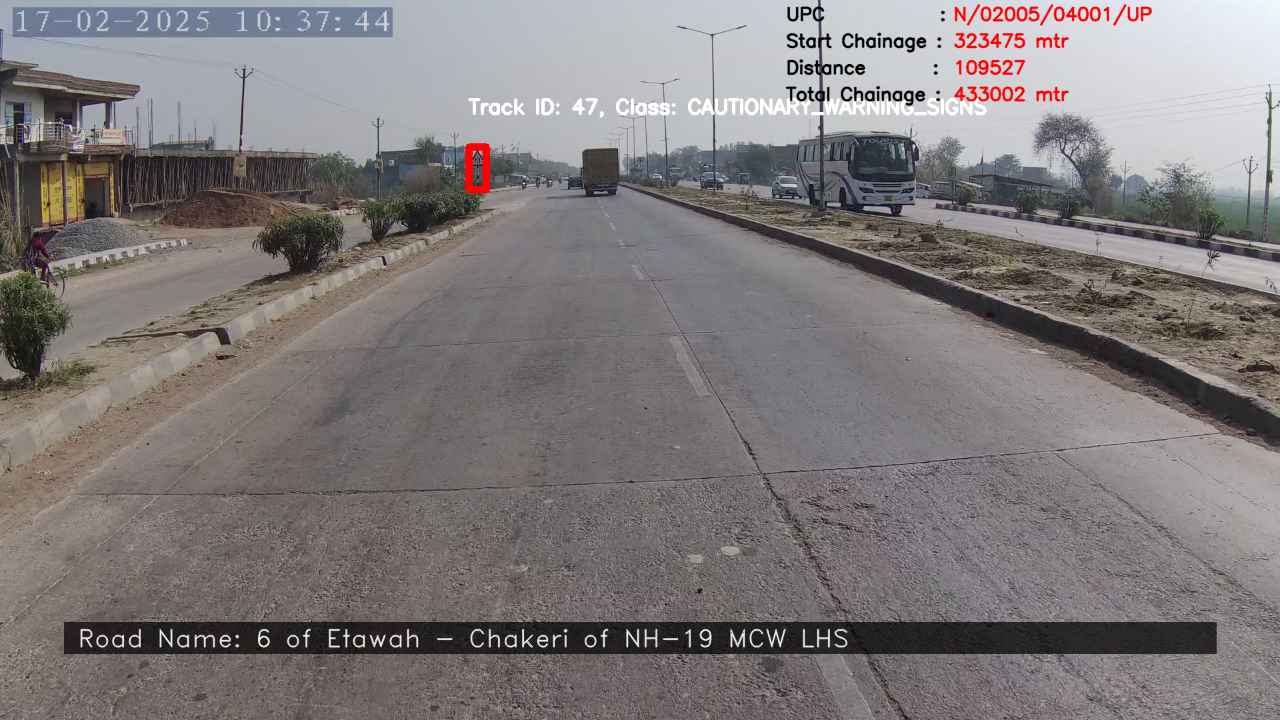 17-02-2025 10:37:44
UPC : N/02005/04001/UP
Start Chainage : 323475 mtr
Distance : 109527
Total Chainage : 433002 mtr
Track ID: 47, Class: CAUTIONARY_WARNING_SIGNS
Road Name: 6 of Etawah - Chakeri of NH-19 MCW LHS